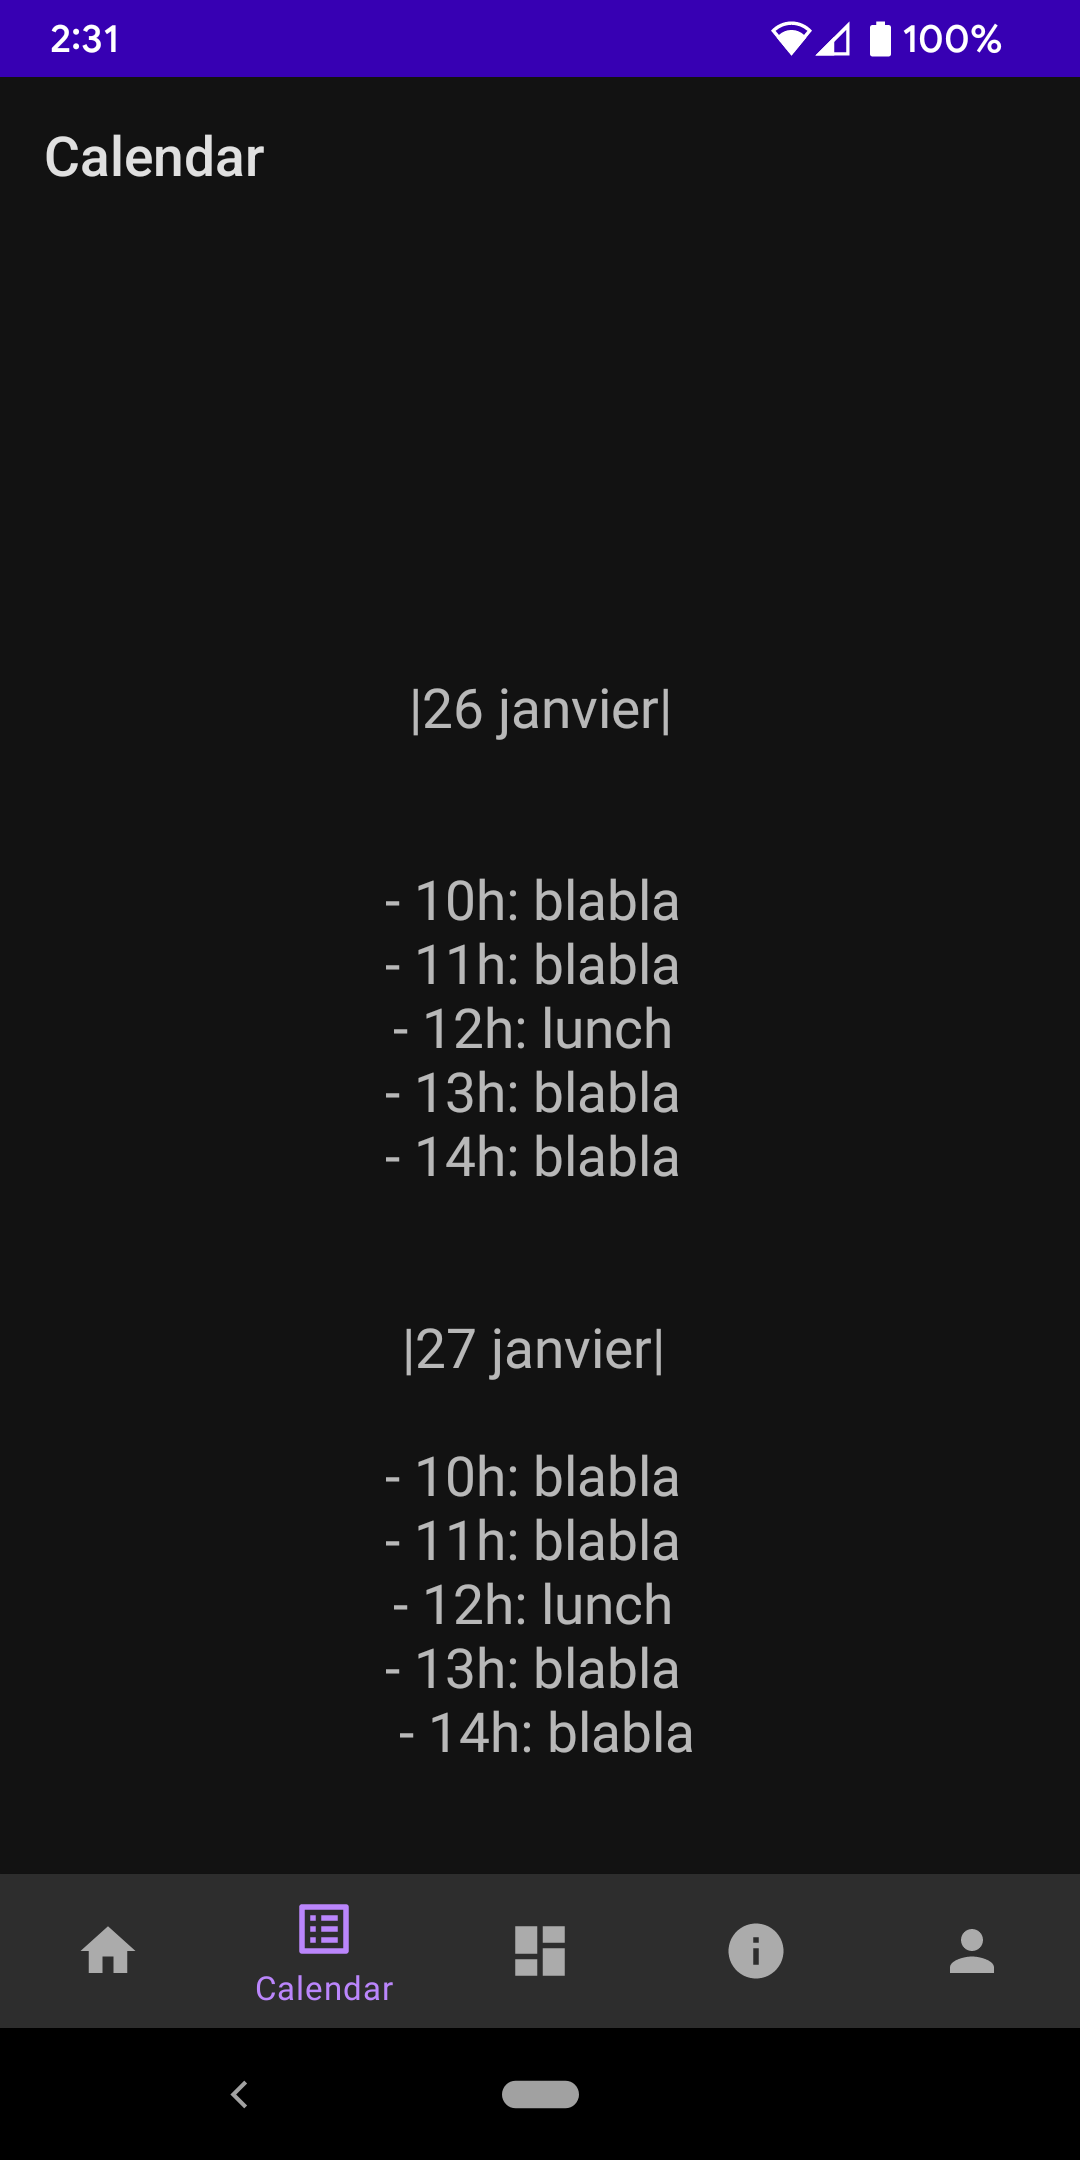 2:31 100%
Calendar
|26 janvier|
- 10h: blabla
- 11h: blabla
- 12h: lunch
- 13h: blabla
- 14h: blabla
|27 janvier|
- 10h: blabla
- 11h: blabla
- 12h: lunch
- 13h: blabla
- 14h: blabla
Calendar